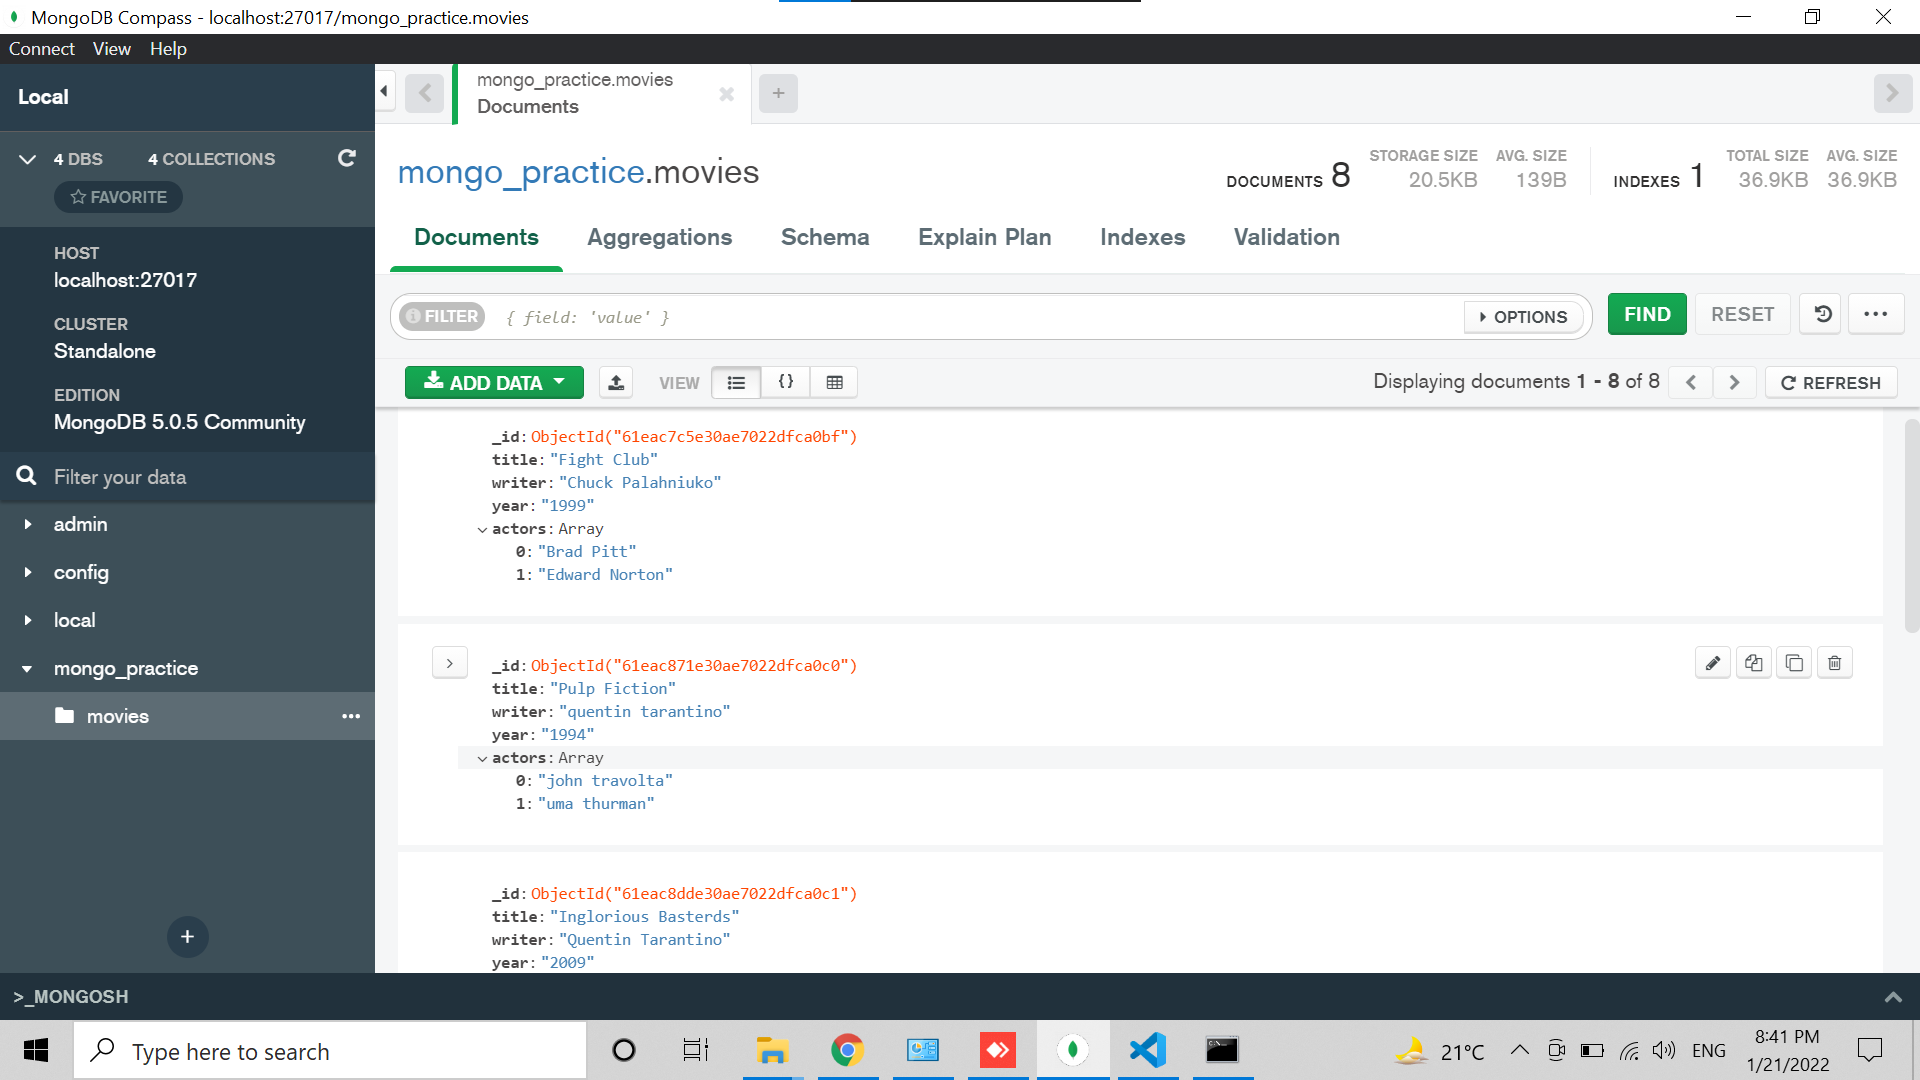 MongoDB Compass - localhost:27017/mongo_practice.movies
Connect View Help
Local
4 DBS 4 COLLECTIONS
FAVORITE
HOST
localhost:27017
CLUSTER
Standalone
EDITION
MongoDB 5.0.5 Community
Filter your data
admin
config
local
mongo_practice
movies
mongo_practice.movies
Documents
mongo_practice.movies
DOCUMENTS 8
STORAGE SIZE
20.5KB
AVG. SIZE
139B
INDEXES 1
TOTAL SIZE
36.9KB
AVG. SIZE
36.9KB
Documents Aggregations Schema Explain Plan Indexes Validation
FILTER { field: 'value' } OPTIONS FIND RESET
ADD DATA VIEW {} Displaying documents 1 - 8 of 8 REFRESH
_id: ObjectId("61eac7c5e30ae7022dfca0bf")
title: "Fight Club"
writer: "Chuck Palahniuko"
year: "1999"
actors: Array
0: "Brad Pitt"
1: "Edward Norton"
_id: ObjectId("61eac871e30ae7022dfca0c0")
title: "Pulp Fiction"
writer: "quentin tarantino"
year: "1994"
actors: Array
0: "john travolta"
1: "uma thurman"
_id: ObjectId("61eac8dde30ae7022dfca0c1")
title: "Inglorious Basterds"
writer: "Quentin Tarantino"
year: "2009"
>_MONGOSH
Type here to search
21°C
ENG
8:41 PM
1/21/2022